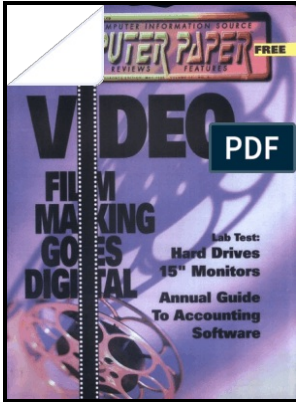 COMPUTER INFORMATION SOURCE
PUTER PAPER
FREE
REVIEWS FEATURES
VIDEO
PDF
FILM
MAKING
GOES
DIGITAL
Lab Test:
Hard Drives
15" Monitors
Annual Guide
To Accounting
Software